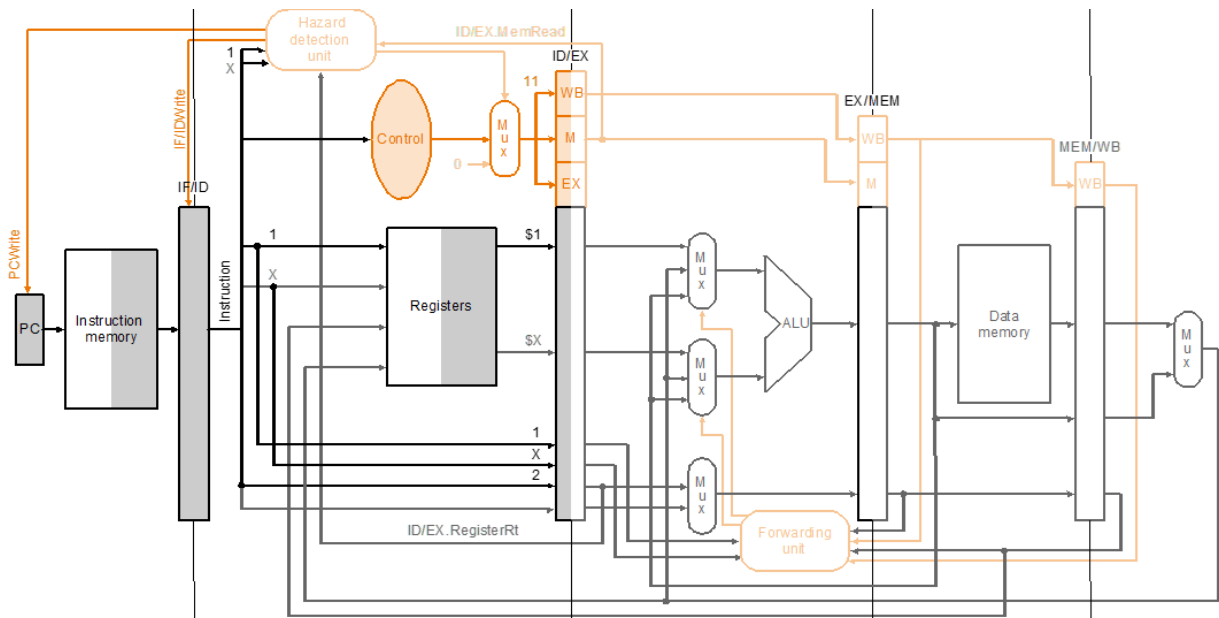 Hazard
detection
unit
ID/EX.MemRead
1
X
ID/EX
11
WB
EX/MEM
PCWrite
IF/IDWrite
Control
M
u
x
M
WB
MEM/WB
0
EX
M
WB
IF/ID
1
$1
M
u
x
Instruction
X
PC
Instruction
memory
Registers
ALU
Data
memory
M
u
x
$X
M
u
x
1
X
2
M
u
x
ID/EX.RegisterRt
Forwarding
unit